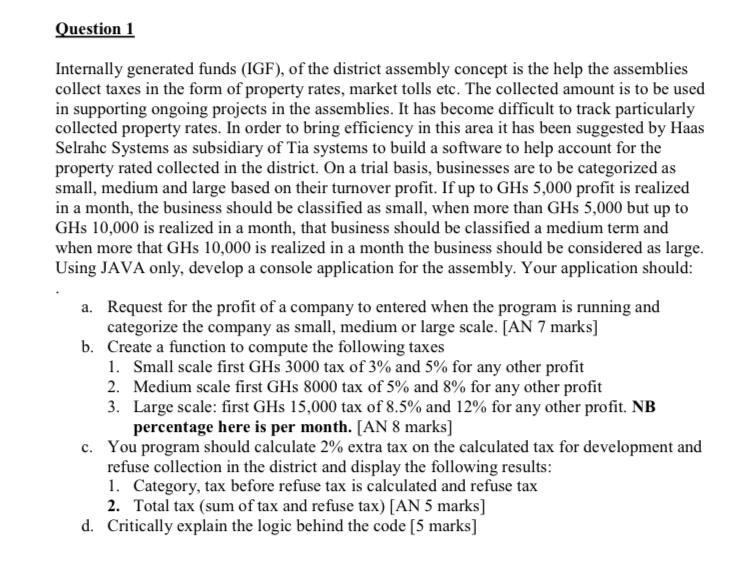 Question 1
Internally generated funds (IGF), of the district assembly concept is the help the assemblies
collect taxes in the form of property rates, market tolls etc. The collected amount is to be used
in supporting ongoing projects in the assemblies. It has become difficult to track particularly
collected property rates. In order to bring efficiency in this area it has been suggested by Haas
Selrahc Systems as subsidiary of Tia systems to build a software to help account for the
property rated collected in the district. On a trial basis, businesses are to be categorized as
small, medium and large based on their turnover profit. If up to GHs 5,000 profit is realized
in a month, the business should be classified as small, when more than GHs 5,000 but up to
GHs 10,000 is realized in a month, that business should be classified a medium term and
when more that GHs 10,000 is realized in a month the business should be considered as large.
Using JAVA only, develop a console application for the assembly. Your application should:
.
a. Request for the profit of a company to entered when the program is running and
categorize the company as small, medium or large scale. [AN 7 marks]
b. Create a function to compute the following taxes
1. Small scale first GHs 3000 tax of 3% and 5% for any other profit
2. Medium scale first GHs 8000 tax of 5% and 8% for any other profit
3. Large scale: first GHs 15,000 tax of 8.5% and 12% for any other profit. NB
percentage here is per month. [AN 8 marks]
c. You program should calculate 2% extra tax on the calculated tax for development and
refuse collection in the district and display the following results:
1. Category, tax before refuse tax is calculated and refuse tax
2. Total tax (sum of tax and refuse tax) [AN 5 marks]
d. Critically explain the logic behind the code [5 marks]